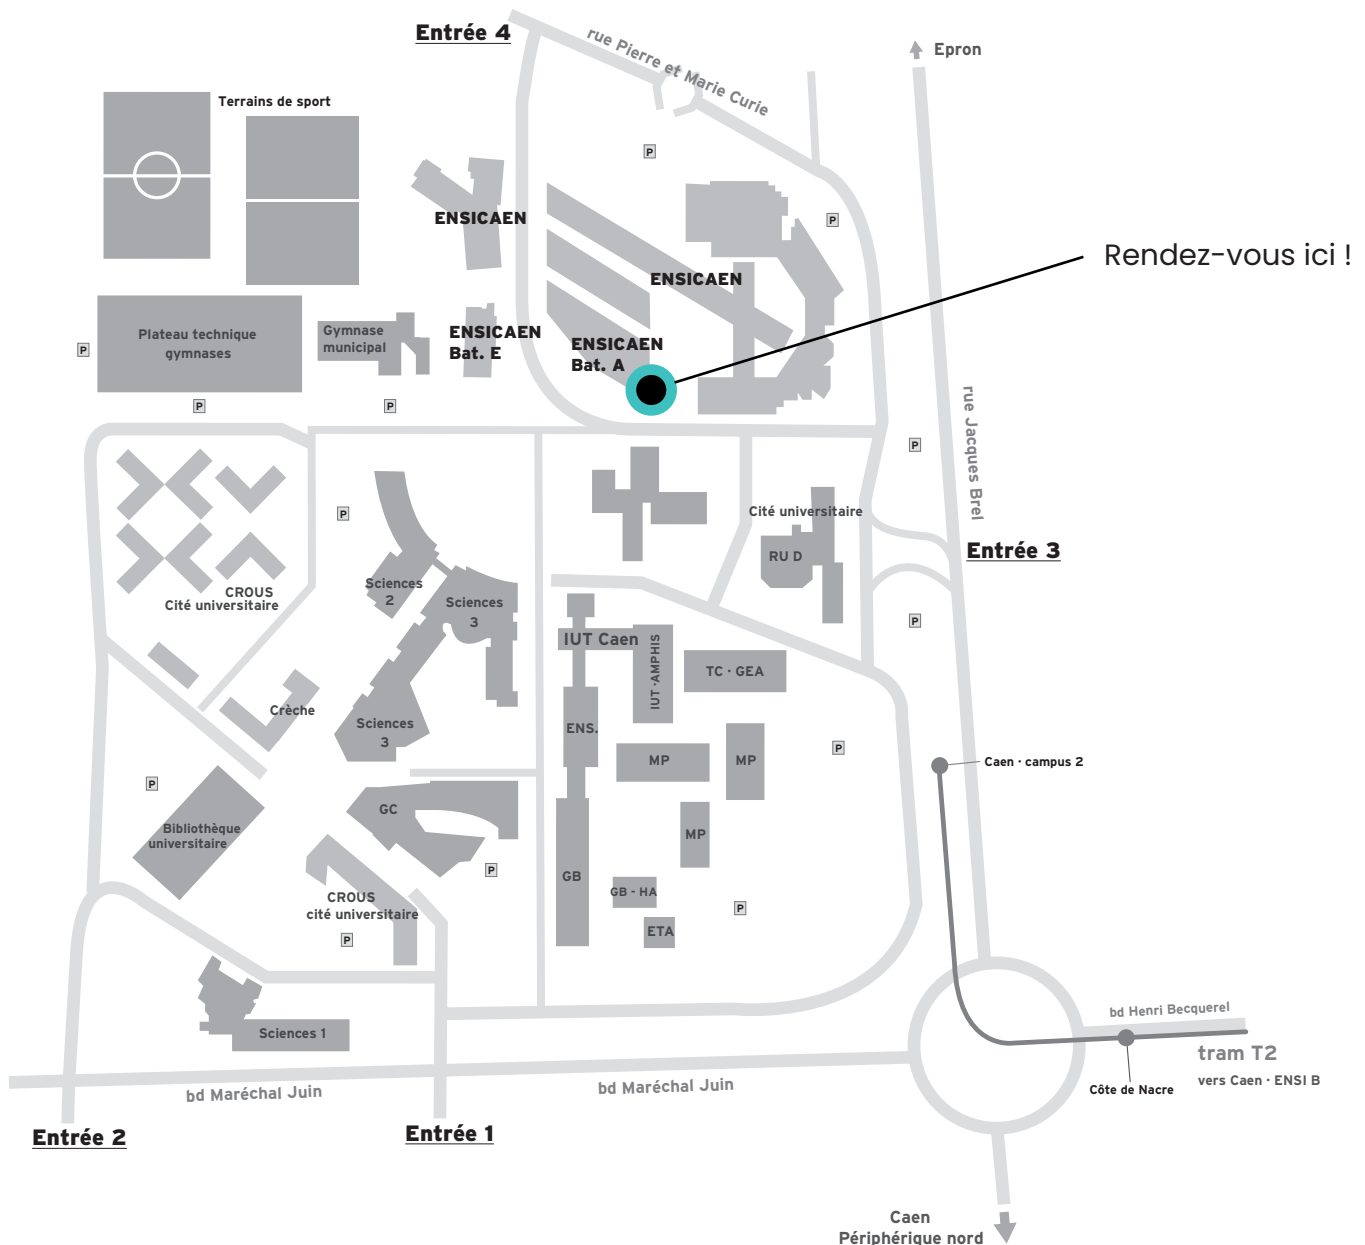 Entrée 4
rue Pierre et Marie Curie
Epron
Terrains de sport
P
P
ENSICAEN
Rendez-vous ici !
ENSICAEN
Plateau technique
gymnases
Gymnase
municipal
ENSICAEN
Bat. E
ENSICAEN
Bat. A
P
P
P
rue Jacques Brel
P
P
Cité universitaire
RU D
Entrée 3
CROUS
Cité universitaire
Sciences
2
Sciences
3
P
IUT Caen
IUT · AMPHIS
TC · GEA
Crèche
Sciences
3
ENS.
MP
MP
P
Caen · campus 2
P
GC
Bibliothèque
universitaire
MP
P
GB
GB - HA
CROUS
cité universitaire
P
ETA
P
Sciences 1
bd Henri Becquerel
tram T2
vers Caen · ENSI B
Côte de Nacre
bd Maréchal Juin
bd Maréchal Juin
Entrée 2
Entrée 1
Caen
Périphérique nord